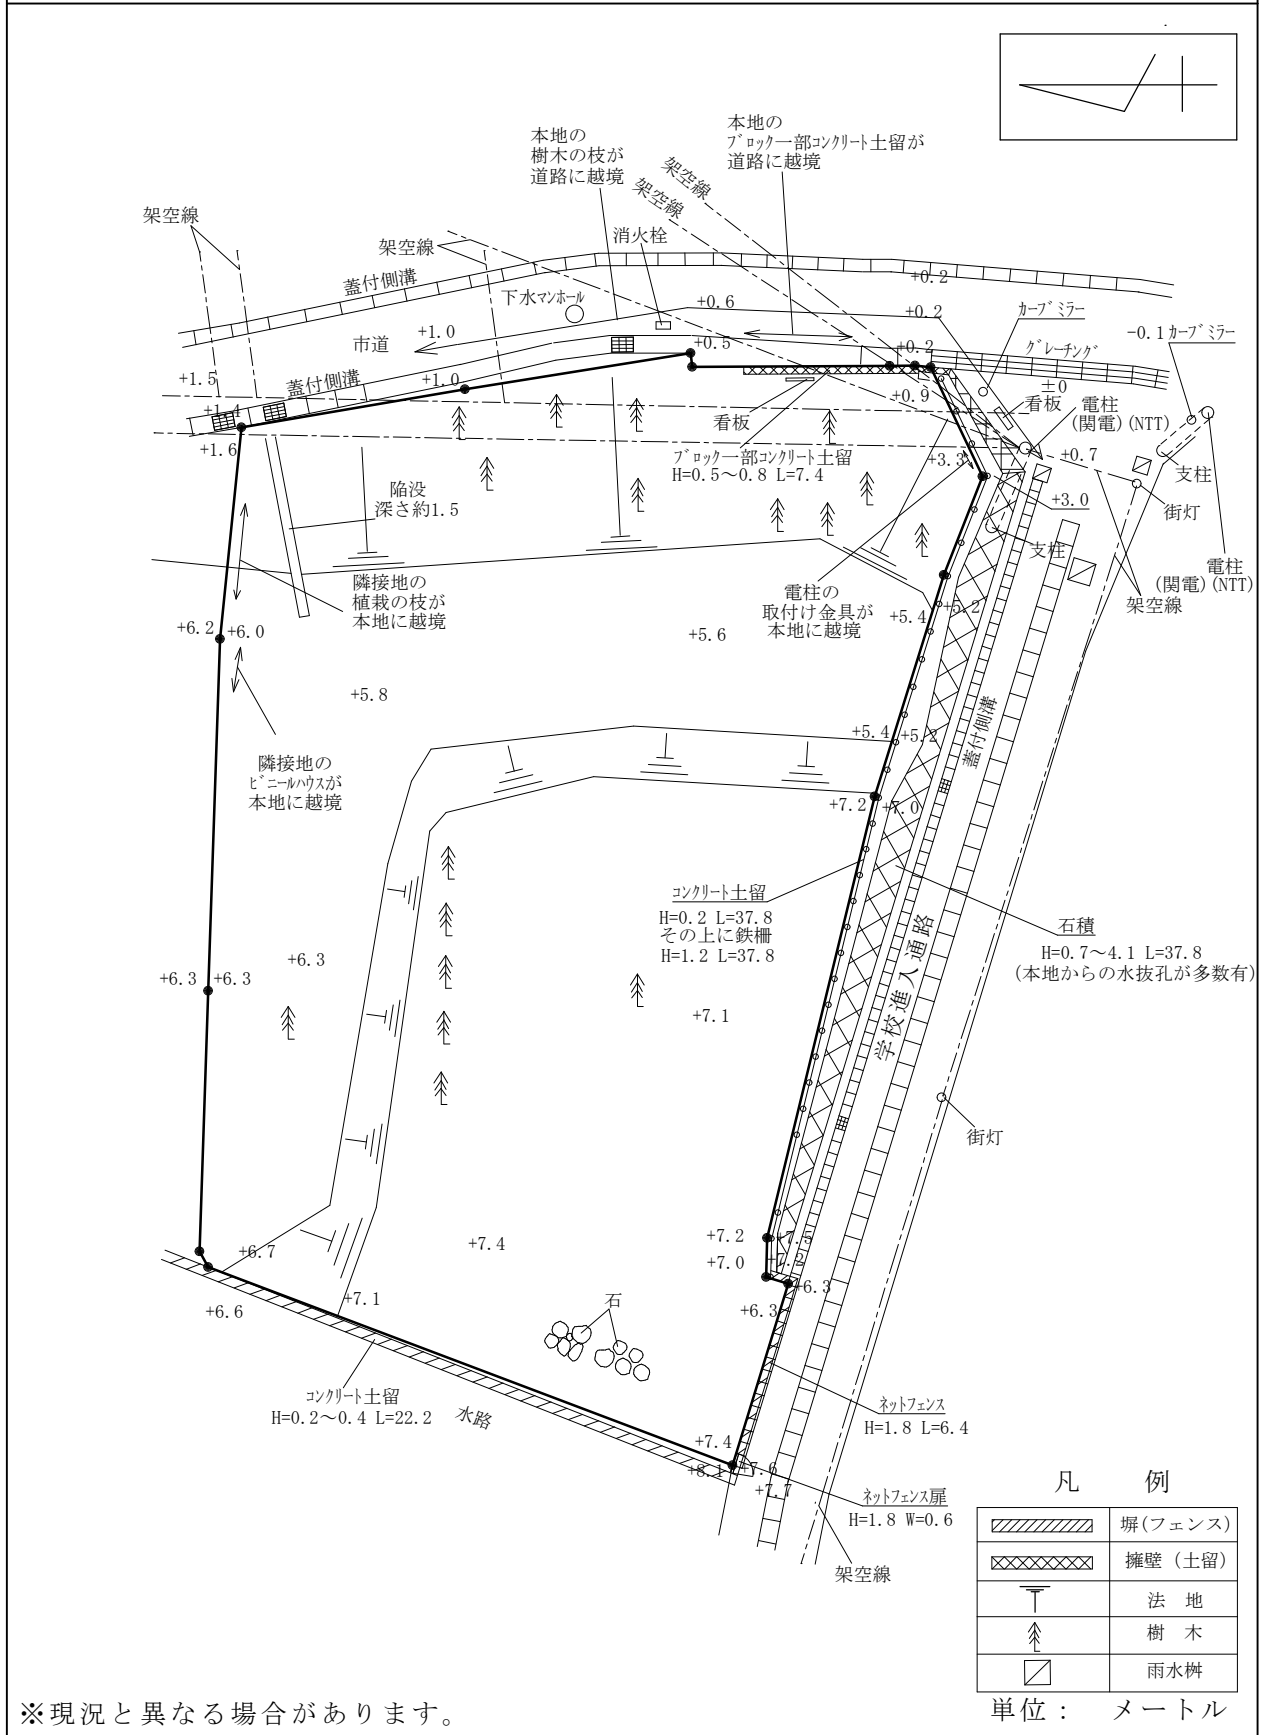 本地の
樹木の枝が
道路に越境
本地の
ブロック一部コンクリート土留が
道路に越境
架空線
架空線
架空線
架空線
消火栓
蓋付側溝
下水マンホール
+0.2
+0.6
+0.2
カーブミラー
-0.1
カーブミラー
市道
+1.0
+0.5
+0.2
グレーチング
+1.5
蓋付側溝
+1.0
±0
+0.9
看板
電柱
(関電)(NTT)
+1.4
+1.6
看板
ブロック一部コンクリート土留
H=0.5～0.8 L=7.4
+3.3
+0.7
支柱
陥没
深さ約1.5
+3.0
街灯
支柱
電柱
(関電)(NTT)
架空線
隣接地の
植栽の枝が
本地に越境
電柱の
取付け金具が
本地に越境
+5.4
+5.2
+6.2
+6.0
+5.6
+5.8
+5.4
+5.2
蓋付側溝
隣接地の
ビニールハウスが
本地に越境
+7.2
+7.0
コンクリート土留
H=0.2 L=37.8
その上に鉄柵
H=1.2 L=37.8
石積
H=0.7～4.1 L=37.8
(本地からの水抜孔が多数有)
学校進入通路
+6.3
+6.3
+6.3
+7.1
街灯
+7.2
+7.5
+7.4
+7.0
+7.2
+6.7
+6.3
+6.3
+6.6
+7.1
石
コンクリート土留
H=0.2～0.4 L=22.2
水路
ネットフェンス
H=1.8 L=6.4
+7.4
+8.1
+7.6
+7.7
ネットフェンス扉
H=1.8 W=0.6
架空線
凡 例
塀(フェンス)
擁壁(土留)
法 地
樹 木
雨水桝
単位： メートル
※現況と異なる場合があります。